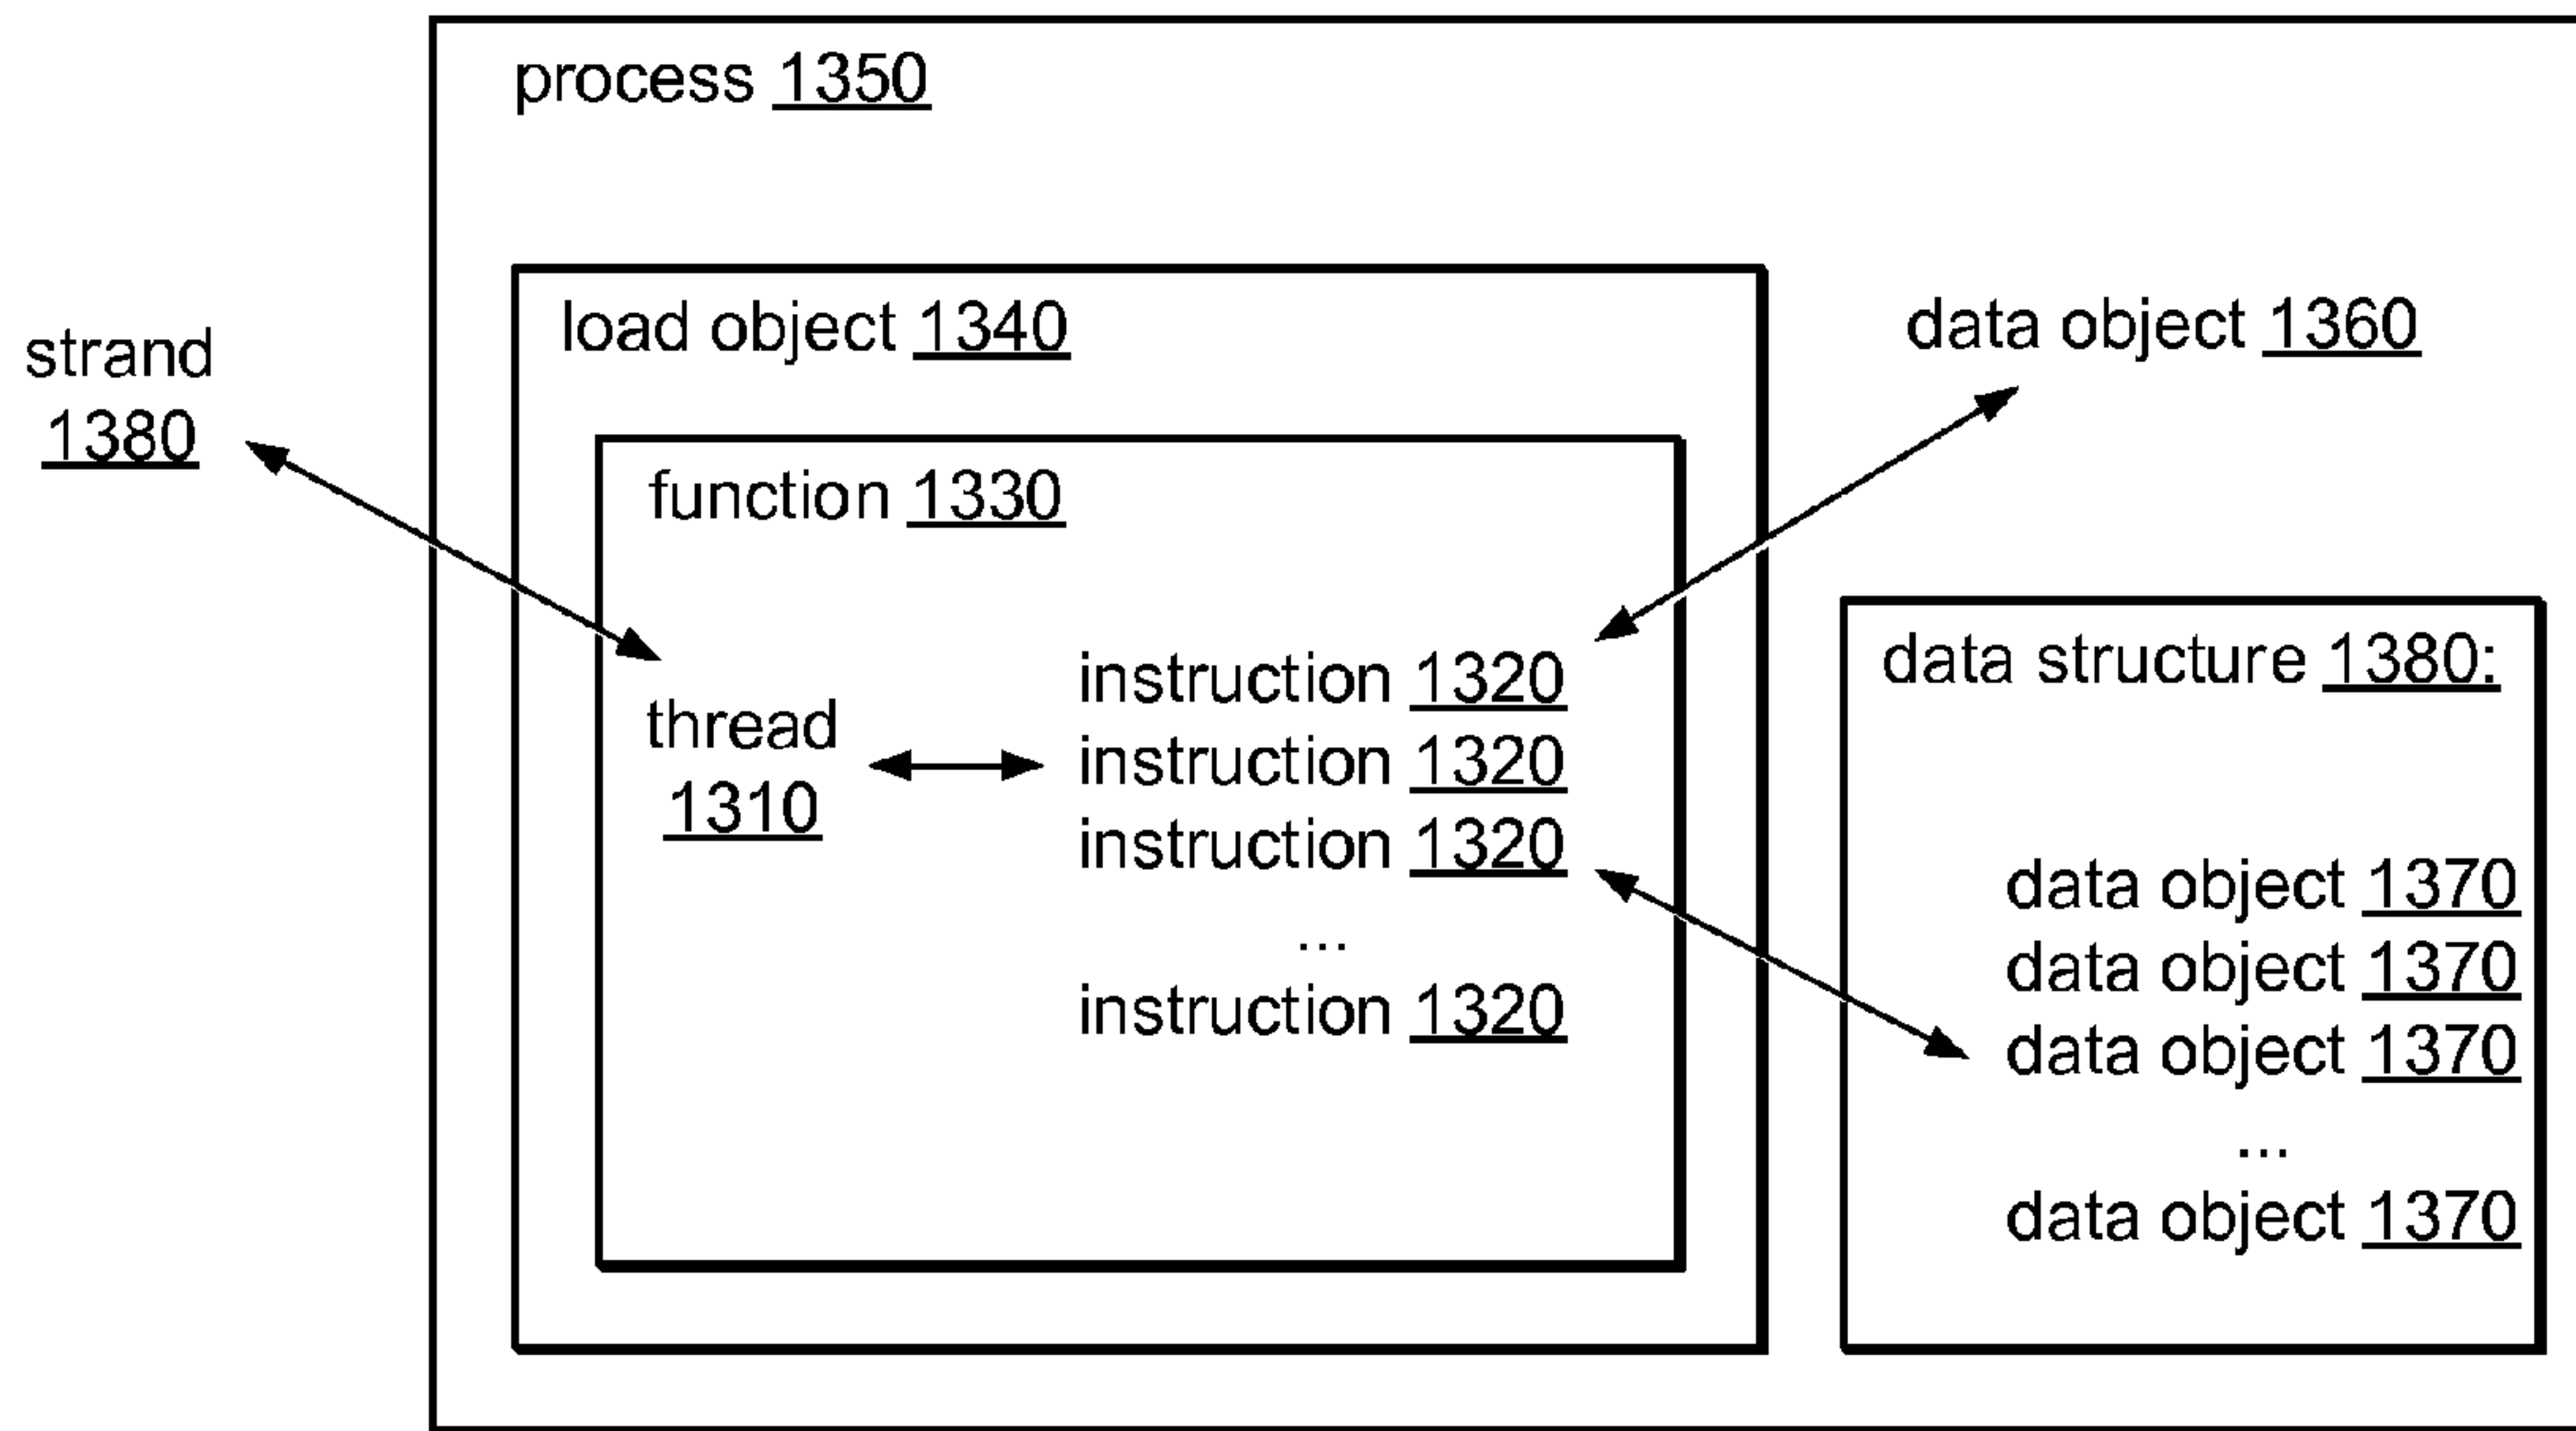 process 1350
strand
1380
load object 1340
data object 1360
function 1330
thread
1310
instruction 1320
instruction 1320
instruction 1320
...
instruction 1320
data structure 1380:
data object 1370
data object 1370
data object 1370
...
data object 1370